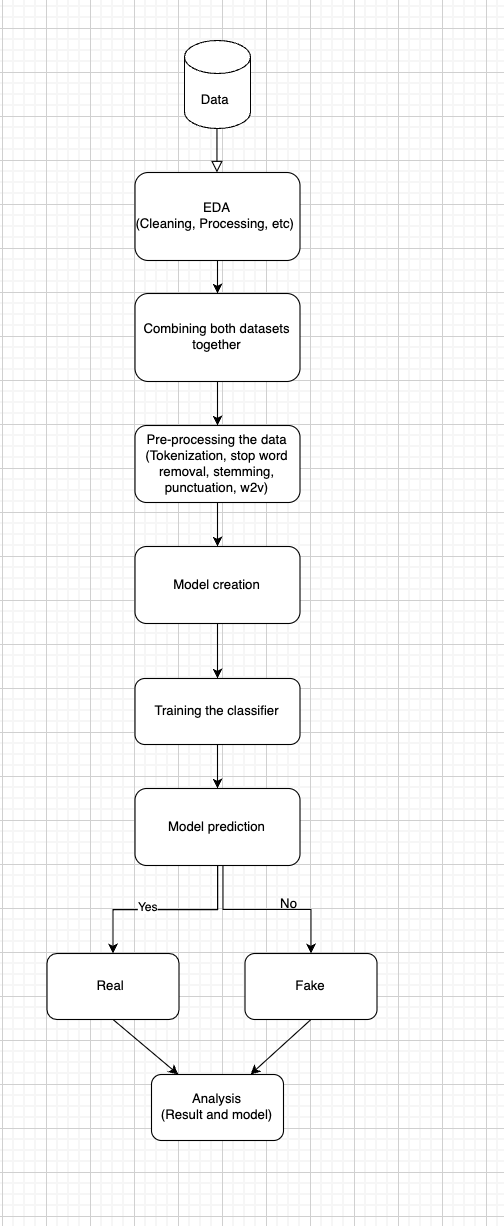 Data
EDA
(Cleaning, Processing, etc)
Combining both datasets
together
Pre-processing the data
(Tokenization, stop word
removal, stemming,
punctuation, w2v)
Model creation
Training the classifier
Model prediction
Yes
No
Real
Fake
Analysis
(Result and model)